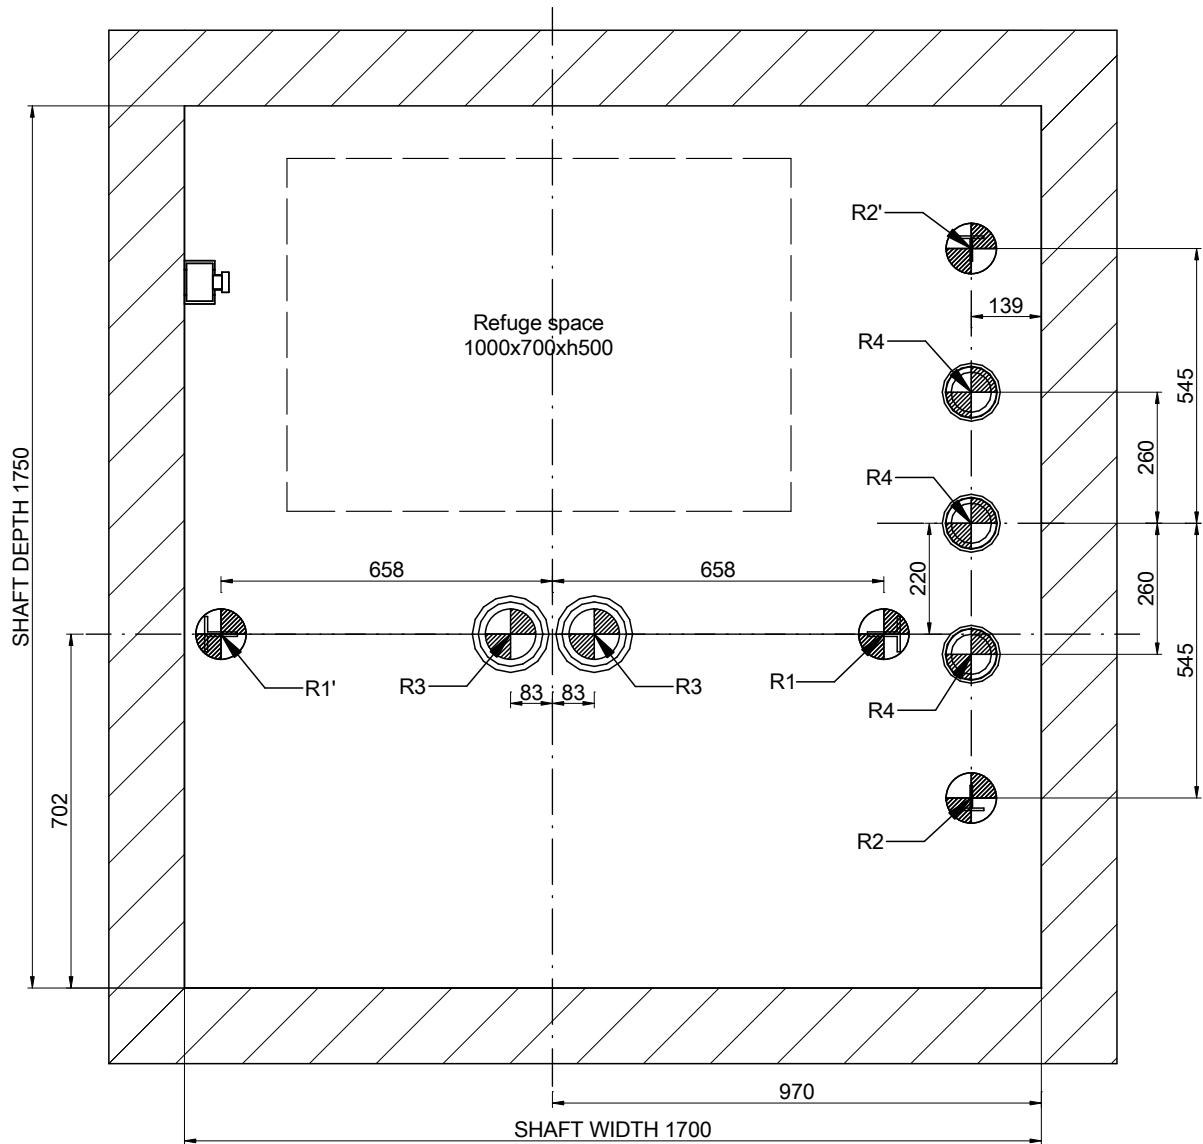 R2'
139
Refuge space
1000x700xh500
R4
545
SHAFT DEPTH 1750
260
R4
658
658
220
260
545
R1'
R3
83
83
R3
R1
R4
702
R2
970
SHAFT WIDTH 1700